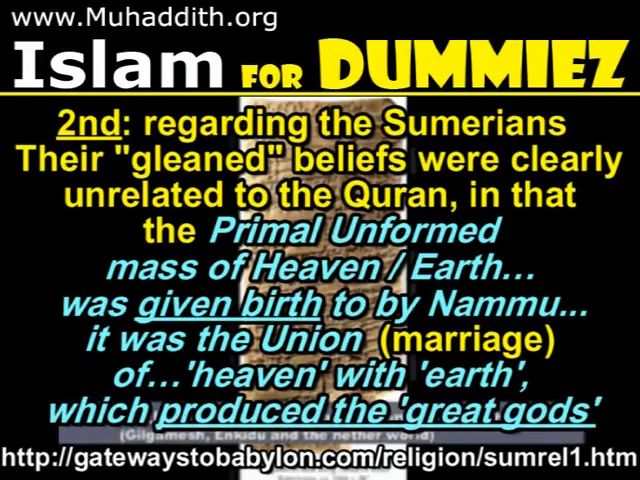 www.Muhaddith.org
Islam FOR DUMMIEZ
2nd: regarding the Sumerians
Their "gleaned" beliefs were clearly
unrelated to the Quran, in that
the Primal Unformed
mass of Heaven / Earth...
was given birth to by Nammu...
it was the Union (marriage)
of...'heaven' with 'earth',
which produced the 'great gods'
(Gilgamesh, Enkidu and the nether world)
http://gatewaystobabylon.com/religion/sumrel1.htm